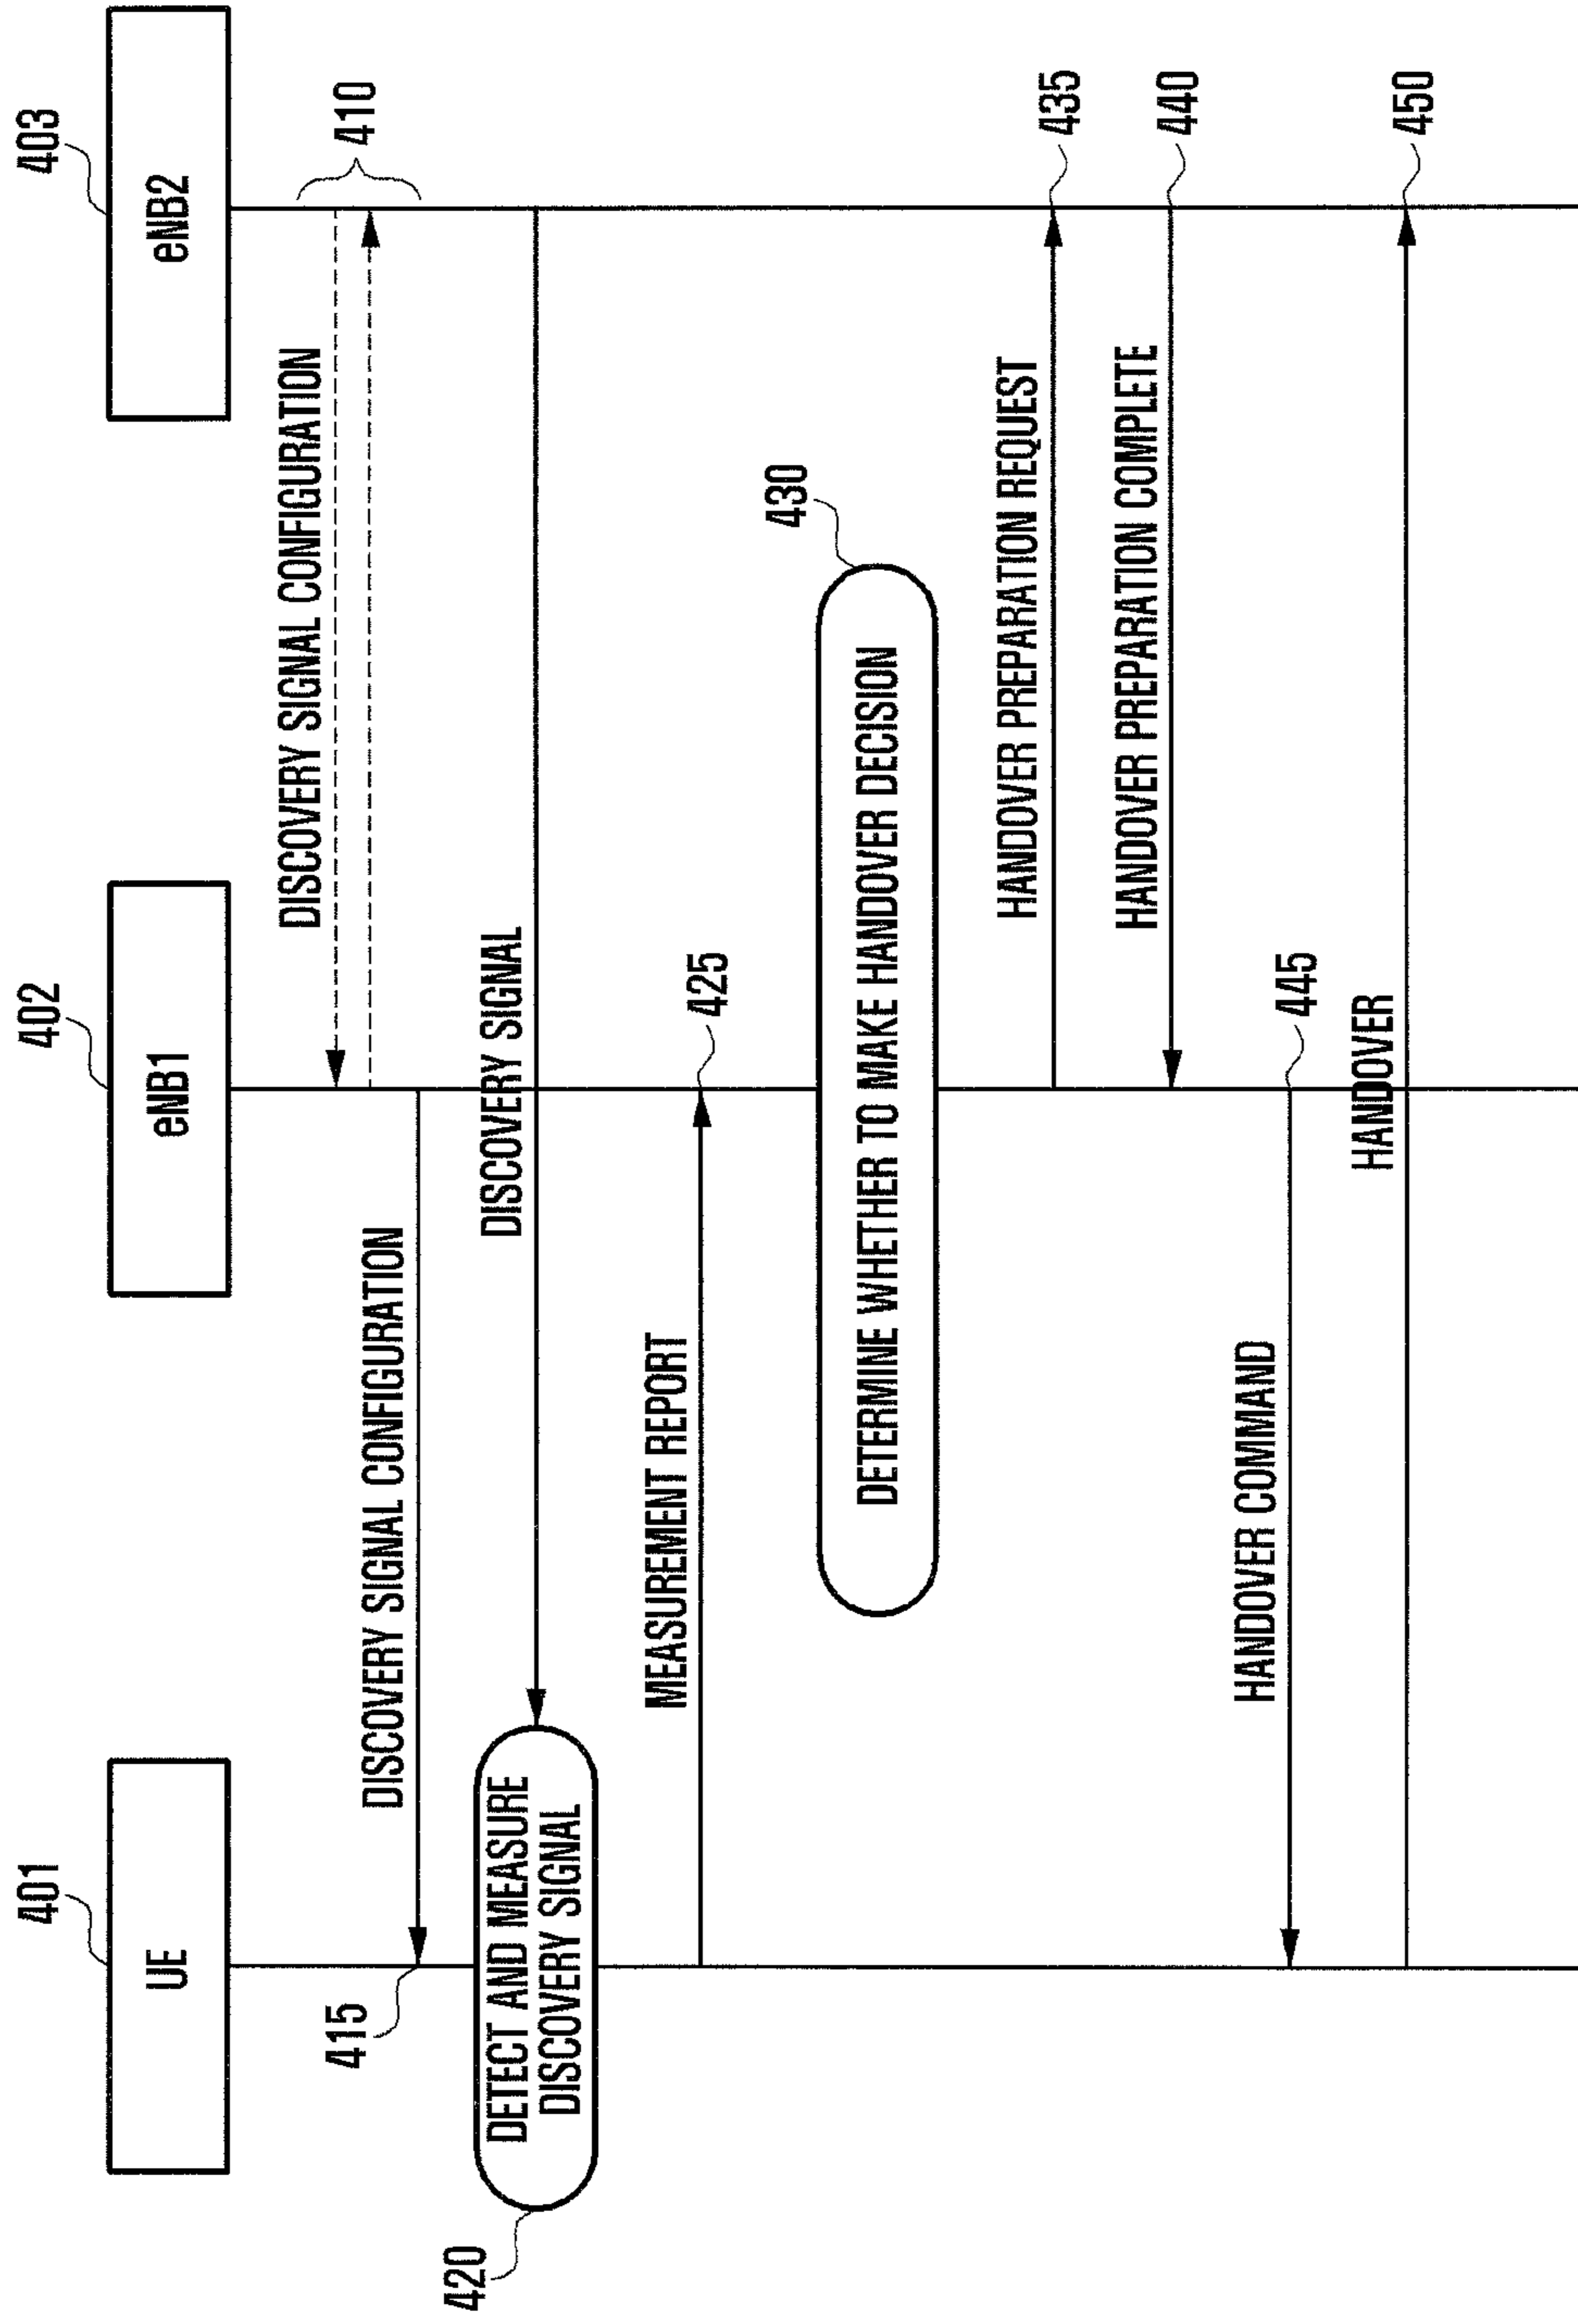 401
402
403
UE
eNB1
eNB2
DISCOVERY SIGNAL CONFIGURATION
410
DISCOVERY SIGNAL CONFIGURATION
415
DISCOVERY SIGNAL
DETECT AND MEASURE
DISCOVERY SIGNAL
420
MEASUREMENT REPORT
425
430
DETERMINE WHETHER TO MAKE HANDOVER DECISION
HANDOVER PREPARATION REQUEST
435
HANDOVER PREPARATION COMPLETE
440
HANDOVER COMMAND
445
HANDOVER
450